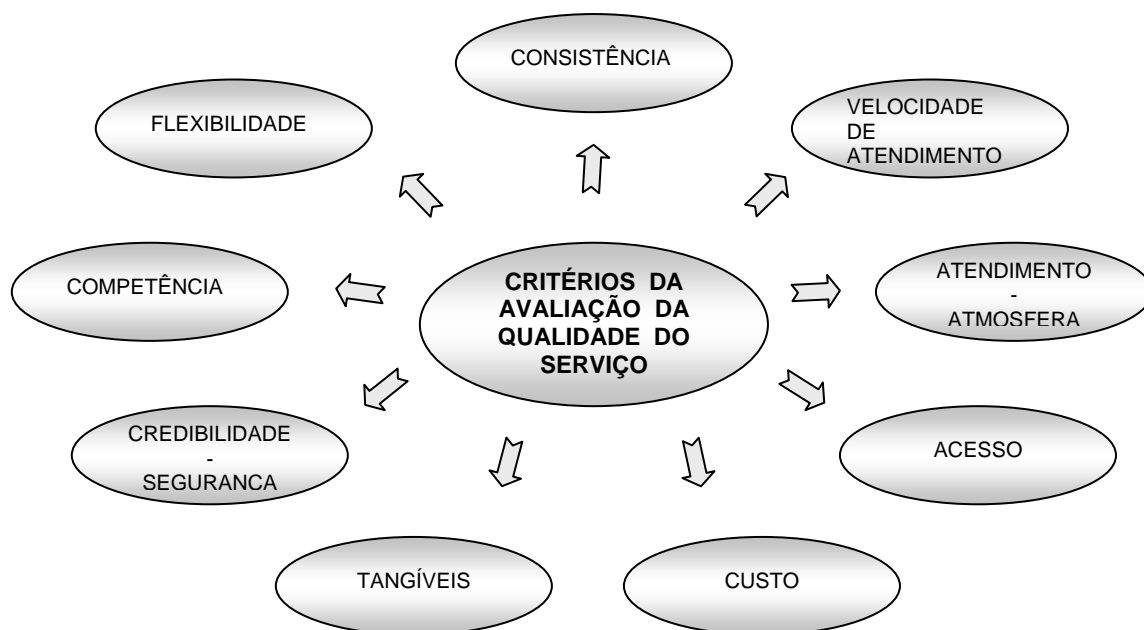 CONSISTÊNCIA
FLEXIBILIDADE
VELOCIDADE
DE
ATENDIMENTO
COMPETÊNCIA
CRITÉRIOS DA
AVALIAÇÃO DA
QUALIDADE DO
SERVIÇO
ATENDIMENTO
-
ATMOSFERA
CREDIBILIDADE
-
SEGURANCA
ACESSO
TANGÍVEIS
CUSTO